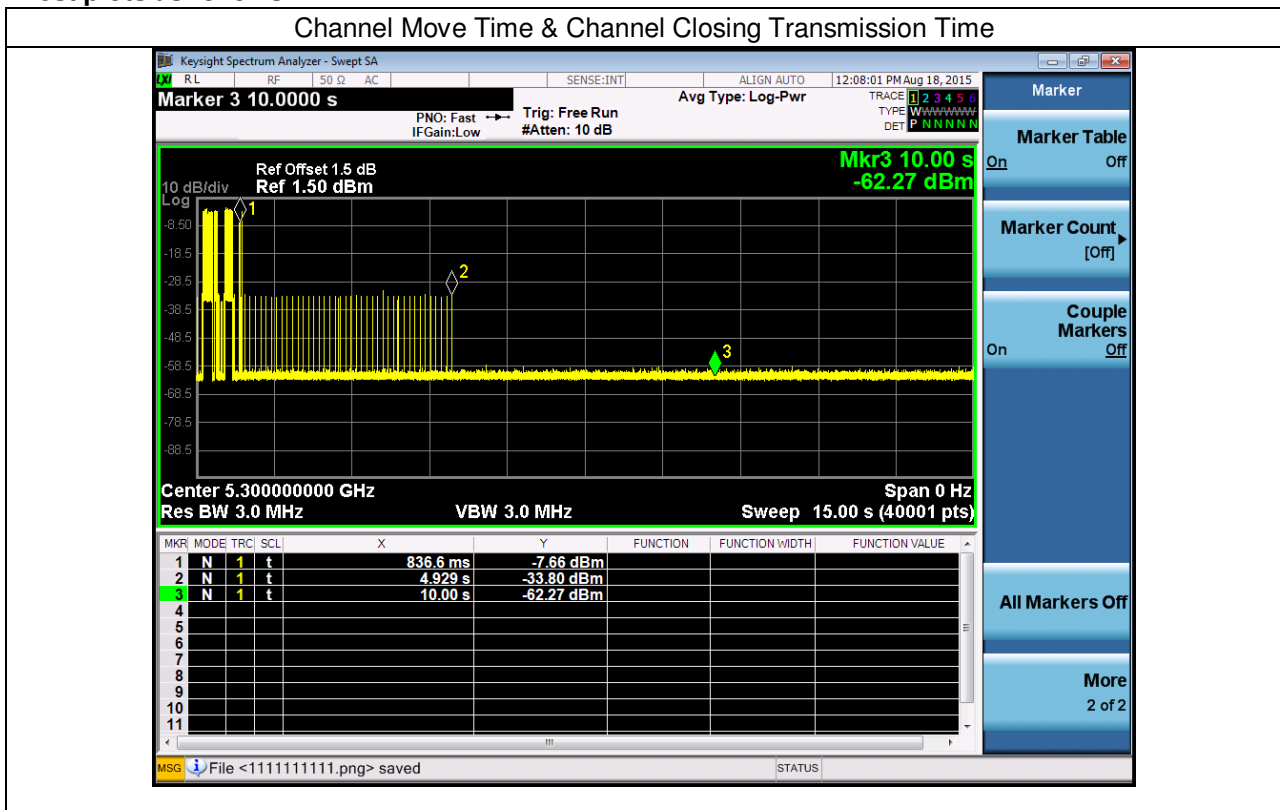 Channel Move Time & Channel Closing Transmission Time
Keysight Spectrum Analyzer - Swept SA
LXI RL RF 50 Ω AC SENSE:INT ALIGN AUTO 12:08:01 PM Aug 18, 2015
Marker 3 10.0000 s
PNO: Fast
IFGain:Low
Trig: Free Run
#Atten: 10 dB
Avg Type: Log-Pwr
TRACE 1 2 3 4 5 6
TYPE WWWWWW
DET P N N N N N
Ref Offset 1.5 dB
10 dB/div Ref 1.50 dBm
Log
Mkr3 10.00 s
-62.27 dBm
-8.50
-18.5
-28.5
-38.5
-48.5
-58.5
-68.5
-78.5
-88.5
1
2
3
Center 5.300000000 GHz Span 0 Hz
Res BW 3.0 MHz VBW 3.0 MHz Sweep 15.00 s (40001 pts)
MKR MODE TRC SCL X Y FUNCTION FUNCTION WIDTH FUNCTION VALUE
1 N 1 t 836.6 ms -7.66 dBm
2 N 1 t 4.929 s -33.80 dBm
3 N 1 t 10.00 s -62.27 dBm
4
5
6
7
8
9
10
11
MSG File <1111111111.png> saved STATUS
Marker
Marker Table
On Off
Marker Count
[Off]
Couple
Markers
On Off
All Markers Off
More
2 of 2